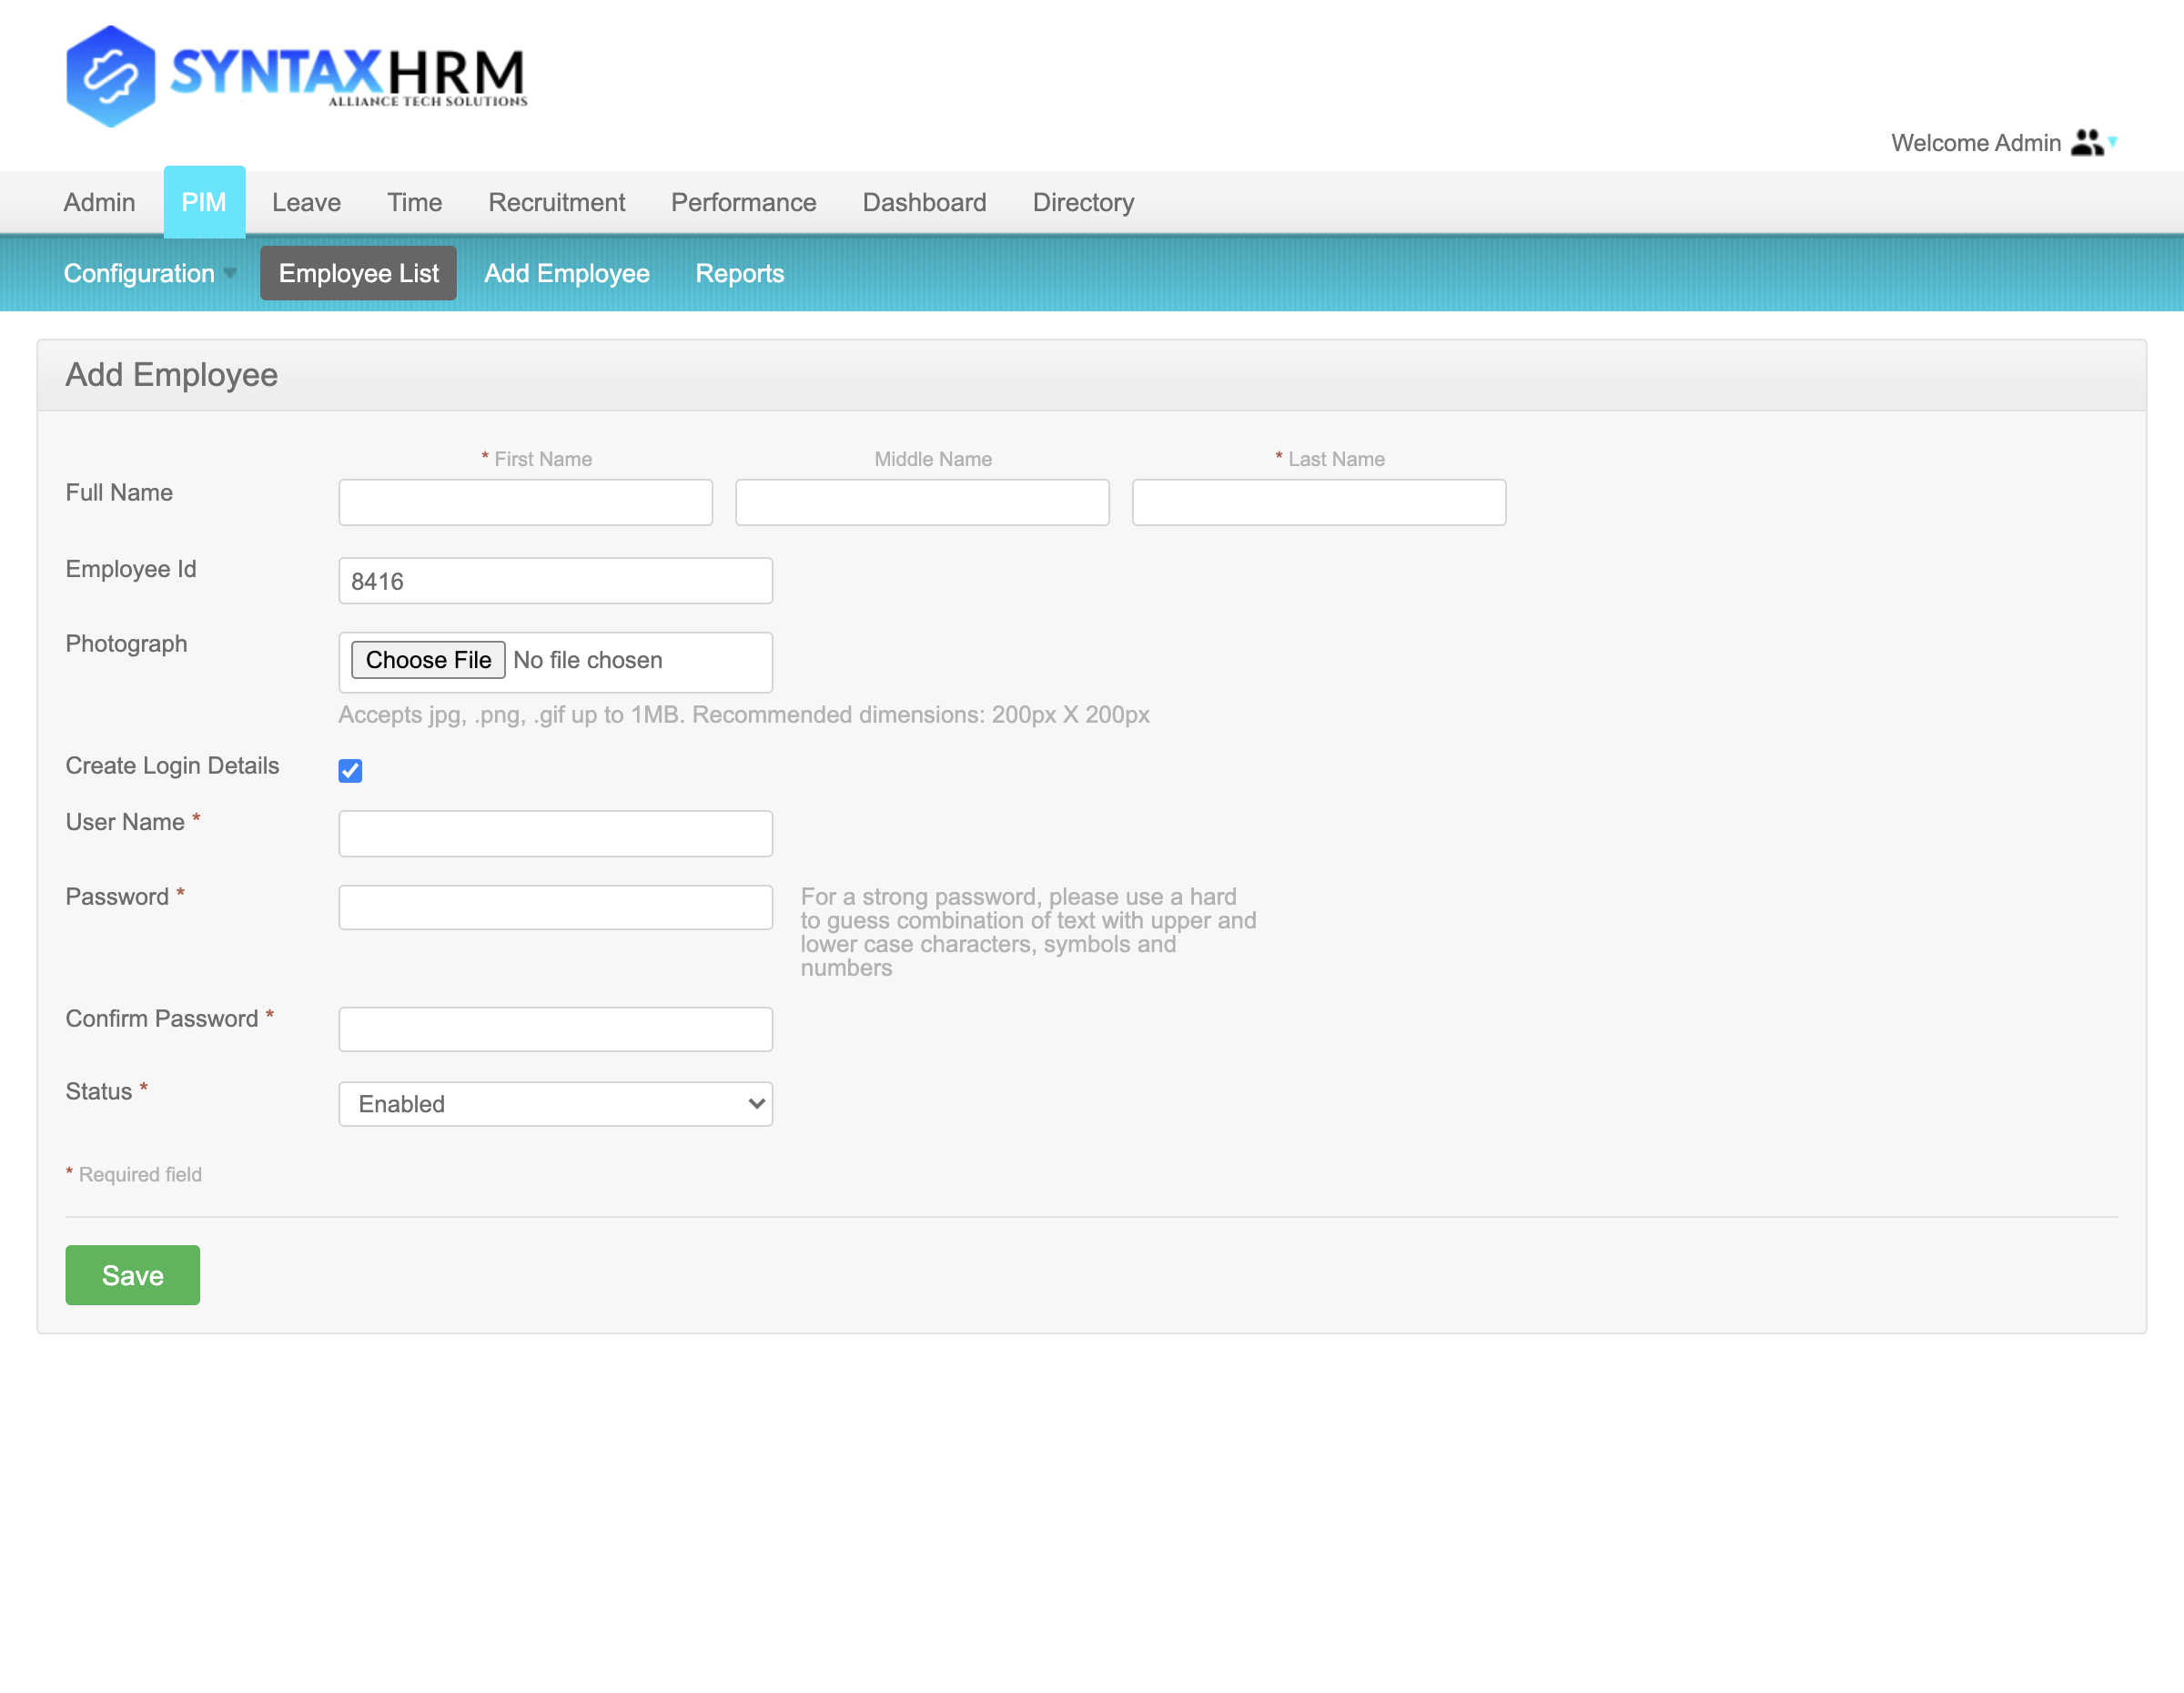 SYNTAXHRM
ALLIANCE TECH SOLUTIONS
Welcome Admin
Admin PIM Leave Time Recruitment Performance Dashboard Directory
Configuration Employee List Add Employee Reports
Add Employee
* First Name Middle Name * Last Name
Full Name
Employee Id 8416
Photograph Choose File No file chosen
Accepts jpg, .png, .gif up to 1MB. Recommended dimensions: 200px X 200px
Create Login Details
User Name *
Password * For a strong password, please use a hard
to guess combination of text with upper and
lower case characters, symbols and
numbers
Confirm Password *
Status * Enabled
* Required field
Save